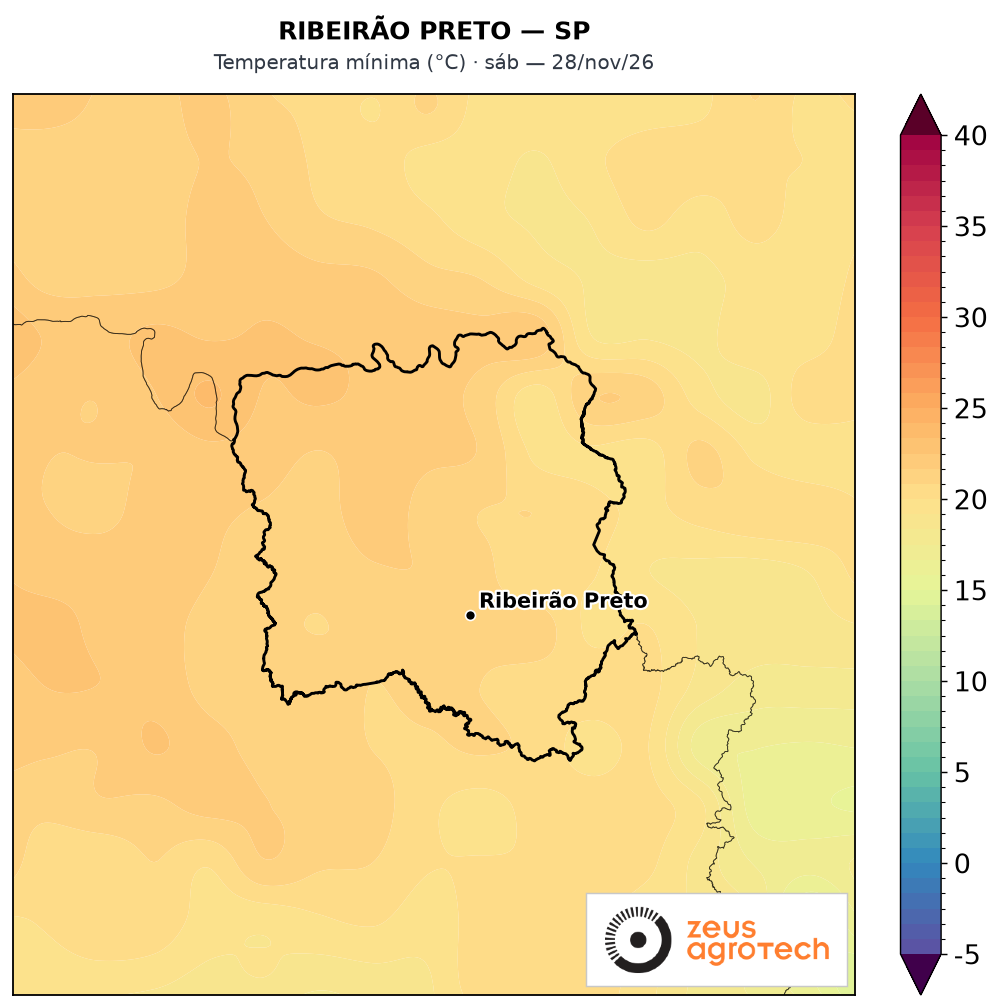 RIBEIRÃO PRETO — SP
Temperatura mínima (°C) · sáb — 28/nov/26
40
35
30
25
20
15
10
5
0
-5
Ribeirão Preto
zeus
agrotech